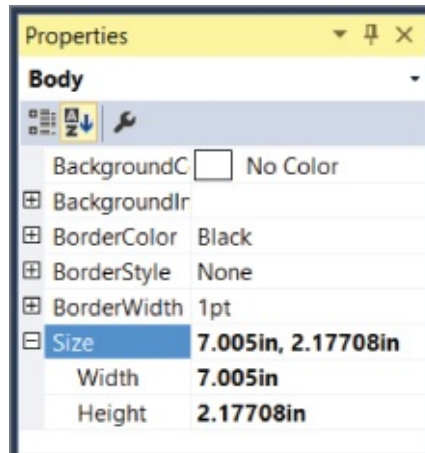 Properties
Body
BackgroundC No Color
BackgroundIr
BorderColor Black
BorderStyle None
BorderWidth 1pt
Size 7.005in, 2.17708in
Width 7.005in
Height 2.17708in